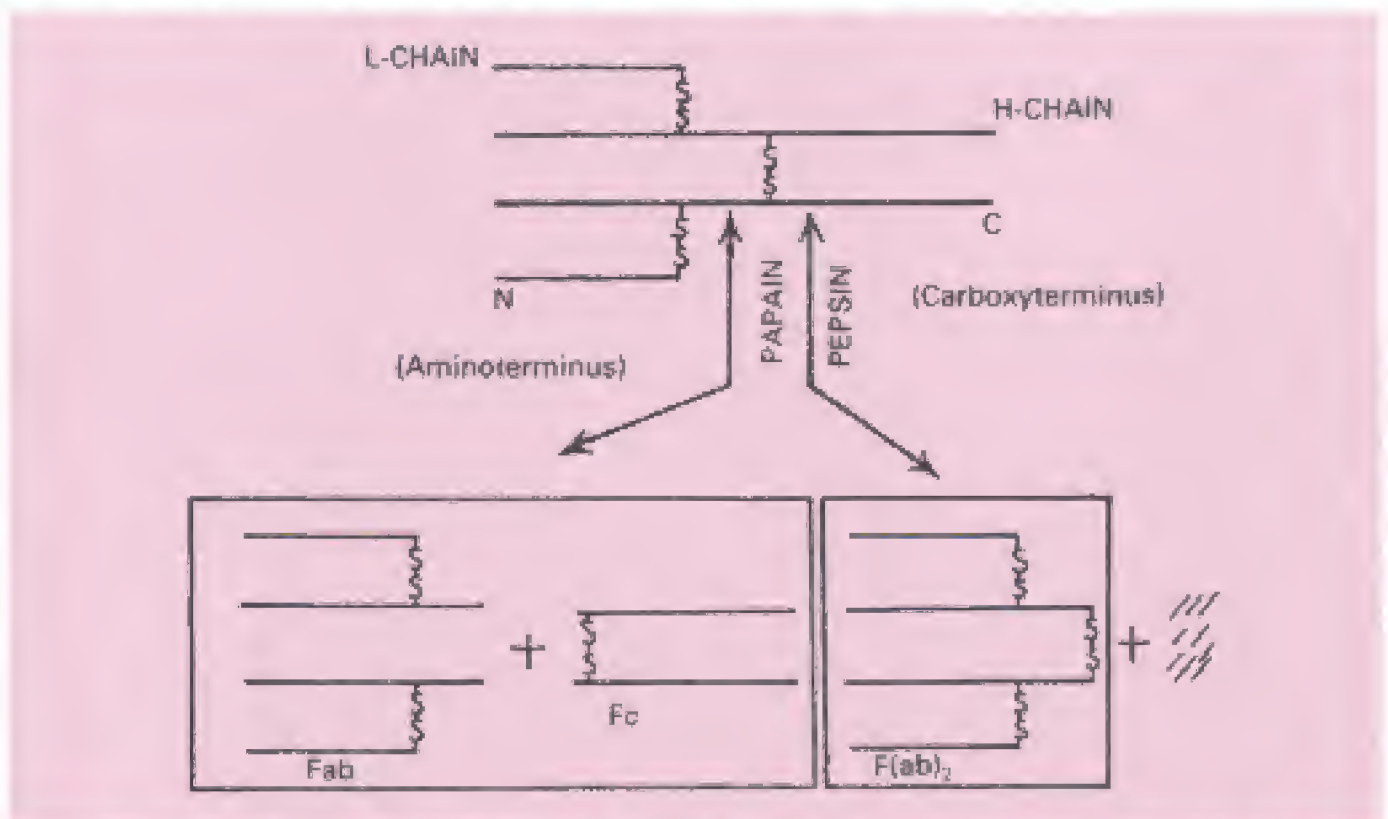 L-CHAIN
H-CHAIN
C
N
PAPAIN
PEPSIN
(Carboxyterminus)
(Aminoterminus)
+
+
Fc
Fab
F(ab)₂